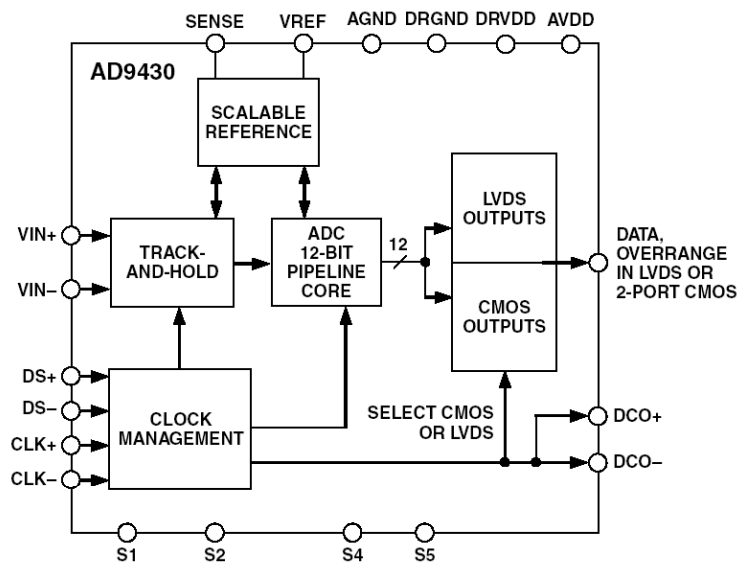 SENSE VREF AGND DRGND DRVDD AVDD
AD9430
SCALABLE
REFERENCE
VIN+
VIN–
TRACK-
AND-HOLD
ADC
12-BIT
PIPELINE
CORE
12
LVDS
OUTPUTS
CMOS
OUTPUTS
DATA,
OVERRANGE
IN LVDS OR
2-PORT CMOS
DS+
DS–
CLK+
CLK–
CLOCK
MANAGEMENT
SELECT CMOS
OR LVDS
DCO+
DCO–
S1 S2 S4 S5